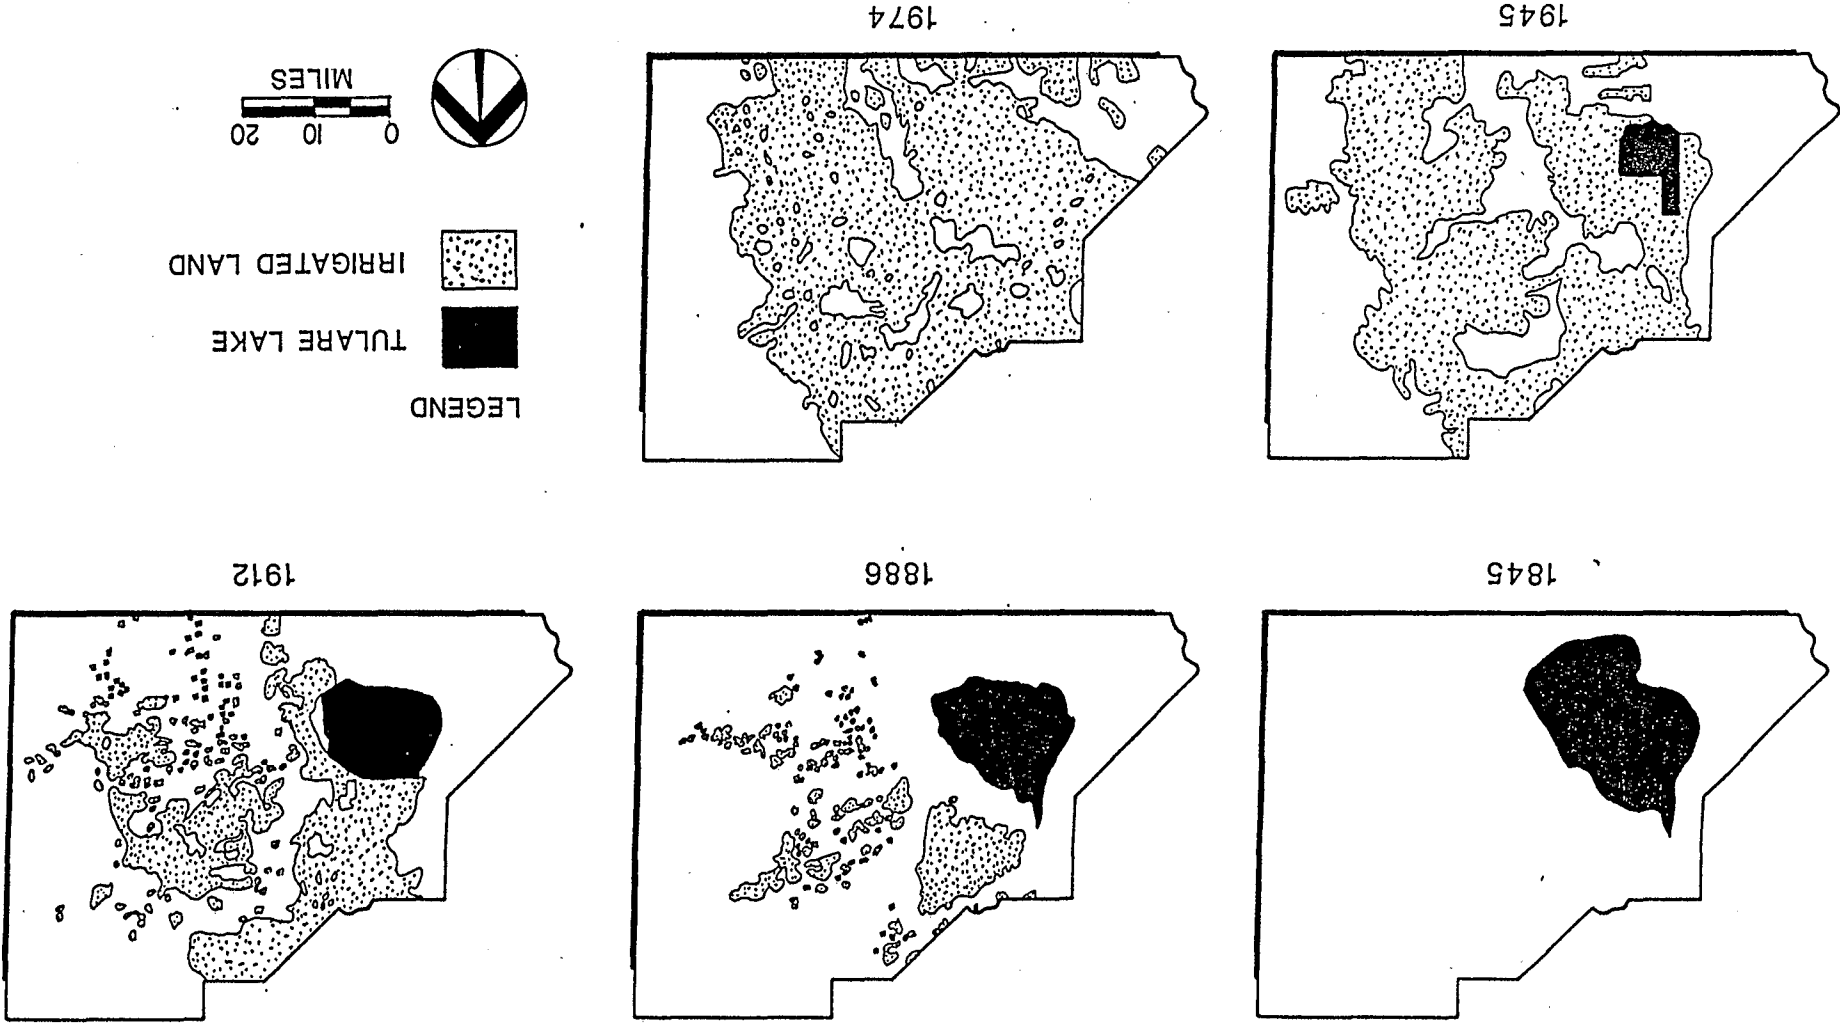 1845
1886
1912
LEGEND
TULARE LAKE
IRRIGATED LAND
0 10 20
MILES
1945
1974